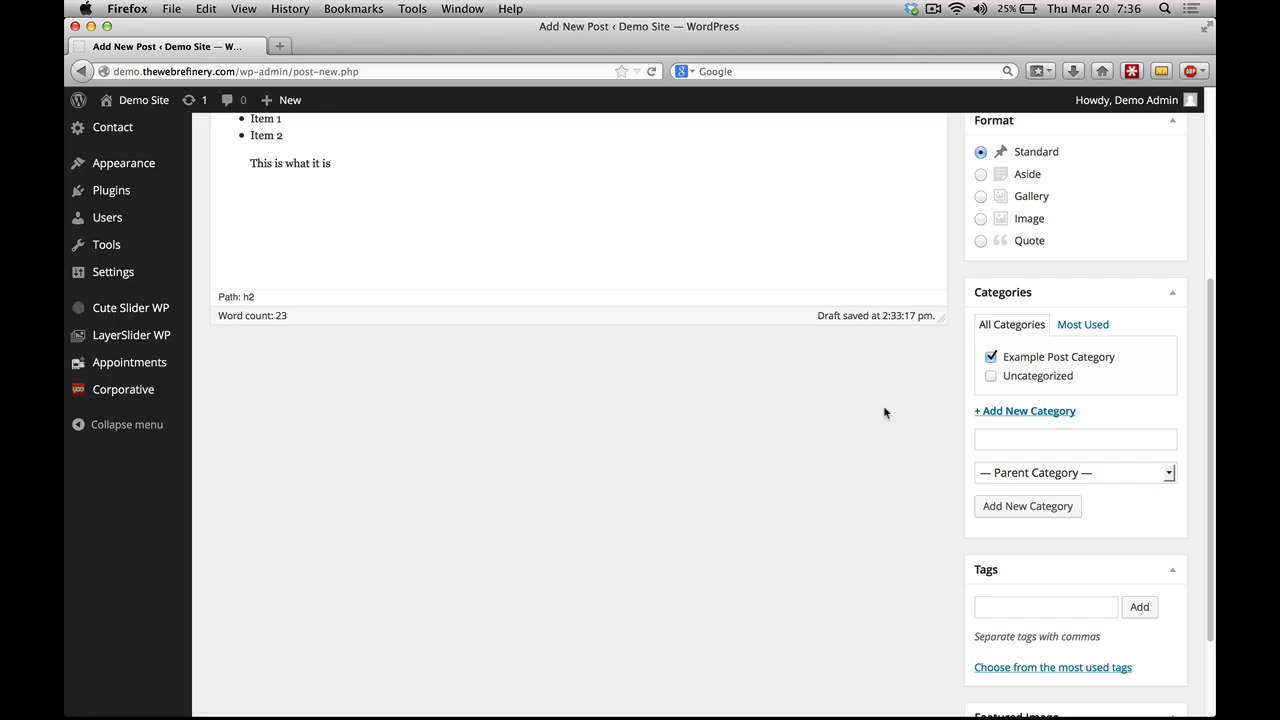 Firefox File Edit View History Bookmarks Tools Window Help 25% Thu Mar 20 7:36
Add New Post ‹ Demo Site — WordPress
Add New Post ‹ Demo Site — W...
demo.thewebrefinery.com/wp-admin/post-new.php Google
Demo Site 1 0 New Howdy, Demo Admin
Contact
Appearance
Plugins
Users
Tools
Settings
Cute Slider WP
LayerSlider WP
Appointments
Corporative
Collapse menu
Item 1
Item 2
This is what it is
Path: h2
Word count: 23 Draft saved at 2:33:17 pm.
Format
Standard
Aside
Gallery
Image
Quote
Categories
All Categories Most Used
Example Post Category
Uncategorized
+ Add New Category
— Parent Category —
Add New Category
Tags
Add
Separate tags with commas
Choose from the most used tags
Featured Image